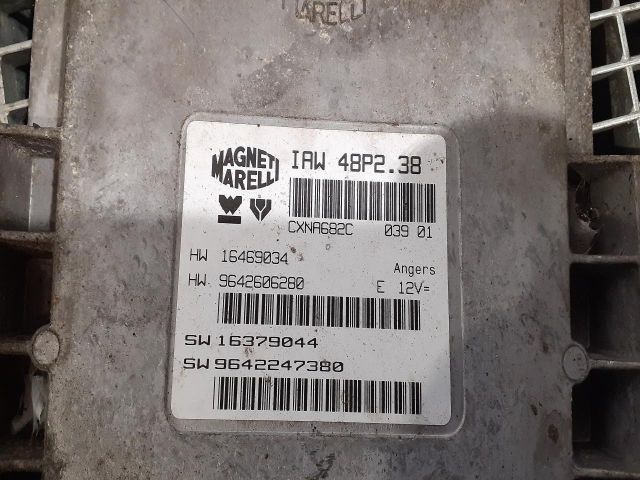 MAGNETI
MARELLI
MAGNETI
MARELLI
IAW 48P2.38
CXNA682C 039 01
HW 16469034
Angers
HW 9642606280
E 12V=
SW 16379044
SW 9642247380